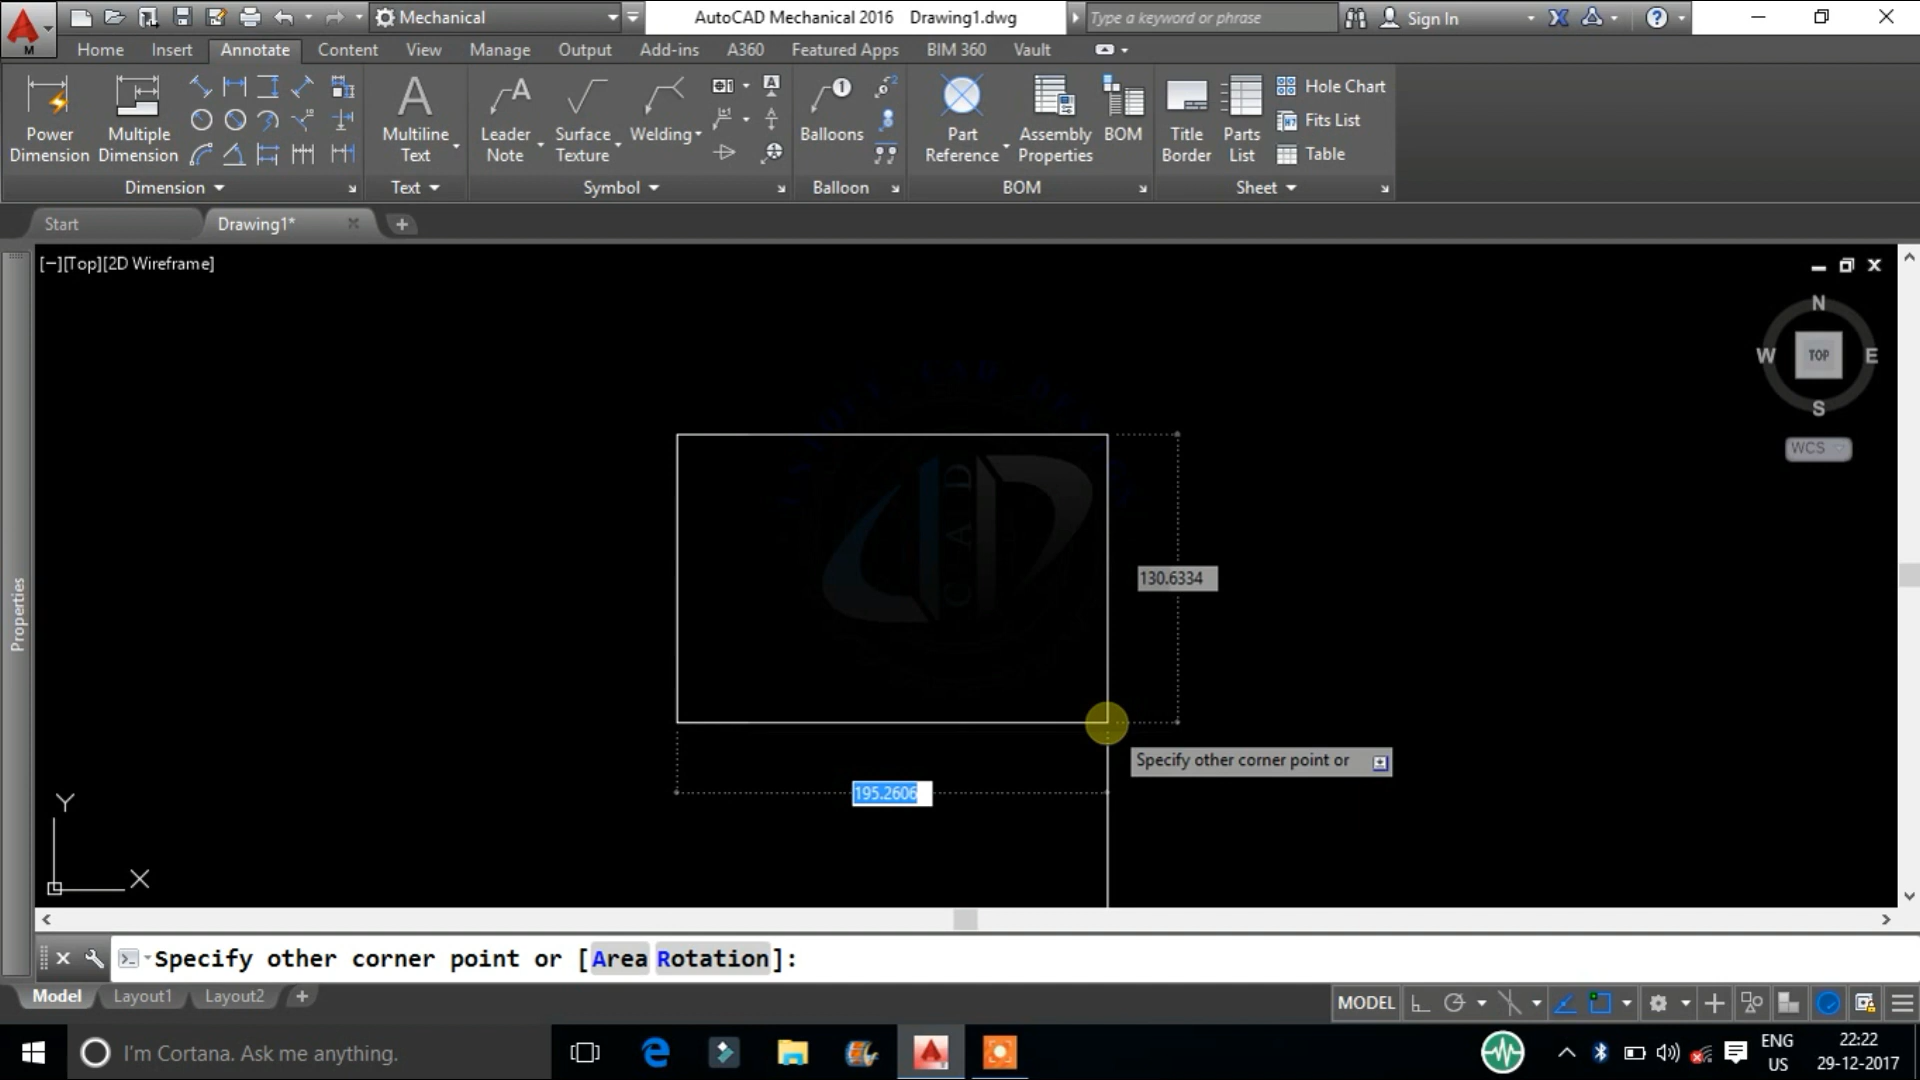 Mechanical
AutoCAD Mechanical 2016 Drawing1.dwg
Type a keyword or phrase
Sign In
M
Home Insert Annotate Content View Manage Output Add-ins A360 Featured Apps BIM 360 Vault
Power Dimension
Multiple Dimension
A
Multiline Text
Leader Note
Surface Texture
Welding
Balloons
Part Reference
Assembly Properties
BOM
Title Border
Parts List
Hole Chart
Fits List
Table
Dimension
Text
Symbol
Balloon
BOM
Sheet
Start
Drawing1*
[−][Top][2D Wireframe]
N
W TOP E
S
WCS
CAD
130.6334
Specify other corner point or
195.2606
Y
X
Properties
Specify other corner point or [Area Rotation]:
Model Layout1 Layout2
MODEL
I'm Cortana. Ask me anything.
ENG
US
22:22
29-12-2017